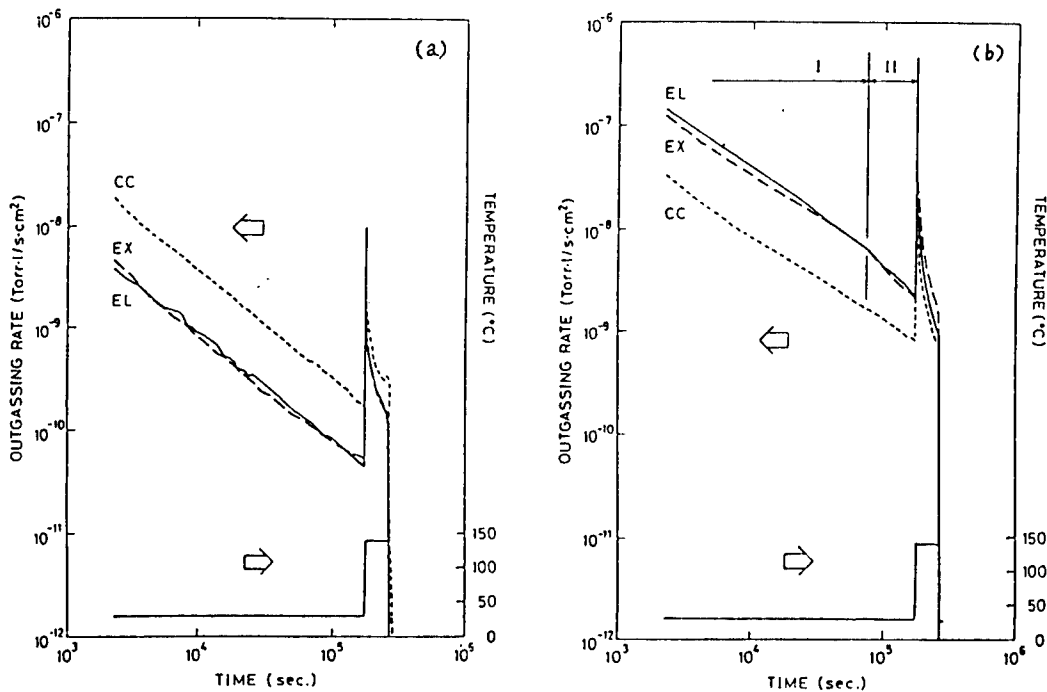 (a)
OUTGASSING RATE (Torr·l/s·cm²)
10⁻⁶
10⁻⁷
10⁻⁸
10⁻⁹
10⁻¹⁰
10⁻¹¹
10⁻¹²
CC
EX
EL
TEMPERATURE (°C)
150
100
50
0
10³
10⁴
10⁵
10⁶
TIME (sec.)
(b)
OUTGASSING RATE (Torr·l/s·cm²)
10⁻⁶
10⁻⁷
10⁻⁸
10⁻⁹
10⁻¹⁰
10⁻¹¹
10⁻¹²
I
II
EL
EX
CC
TEMPERATURE (°C)
150
100
50
0
10³
10⁴
10⁵
10⁶
TIME (sec.)